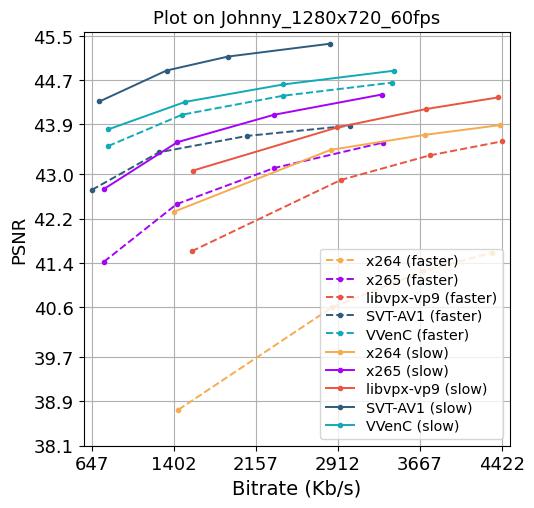 Plot on Johnny_1280x720_60fps
45.5
44.7
43.9
43.0
42.2
41.4
40.6
39.7
38.9
38.1
PSNR
x264 (faster)
x265 (faster)
libvpx-vp9 (faster)
SVT-AV1 (faster)
VVenC (faster)
x264 (slow)
x265 (slow)
libvpx-vp9 (slow)
SVT-AV1 (slow)
VVenC (slow)
647 1402 2157 2912 3667 4422
Bitrate (Kb/s)